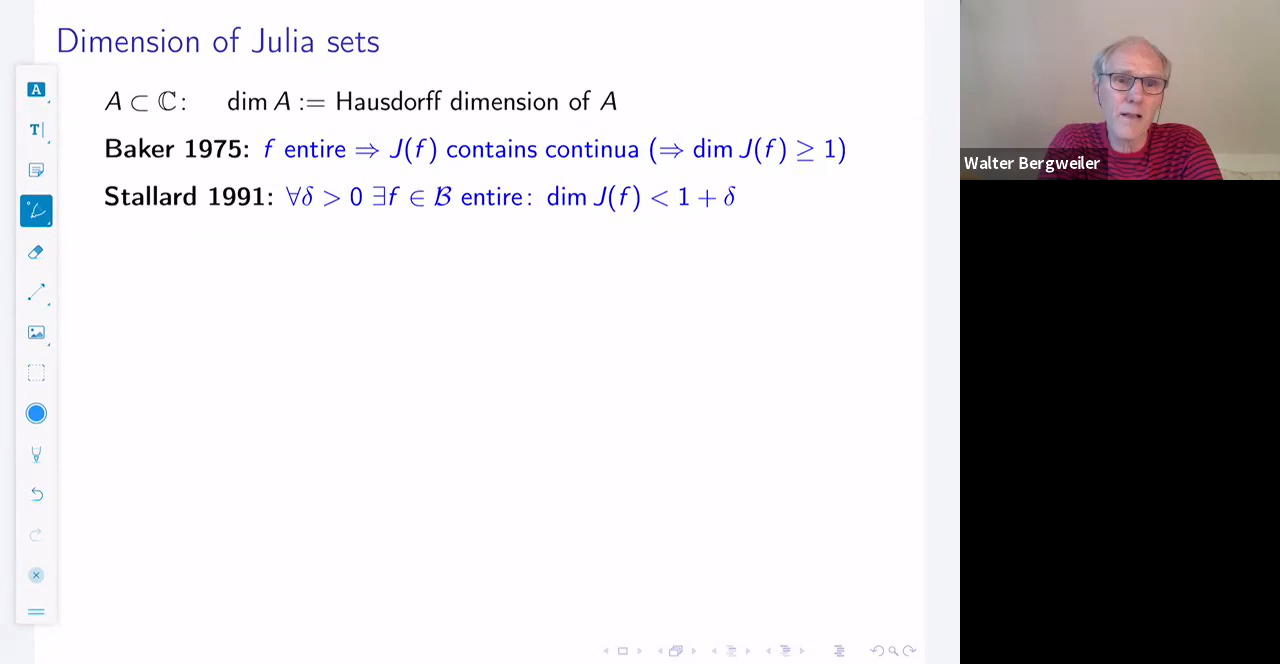 Dimension of Julia sets
A ⊂ ℂ: dim A := Hausdorff dimension of A
Baker 1975: f entire ⇒ J(f) contains continua (⇒ dim J(f) ≥ 1)
Stallard 1991: ∀δ > 0 ∃f ∈ ℬ entire: dim J(f) < 1 + δ
Walter Bergweiler
A
T